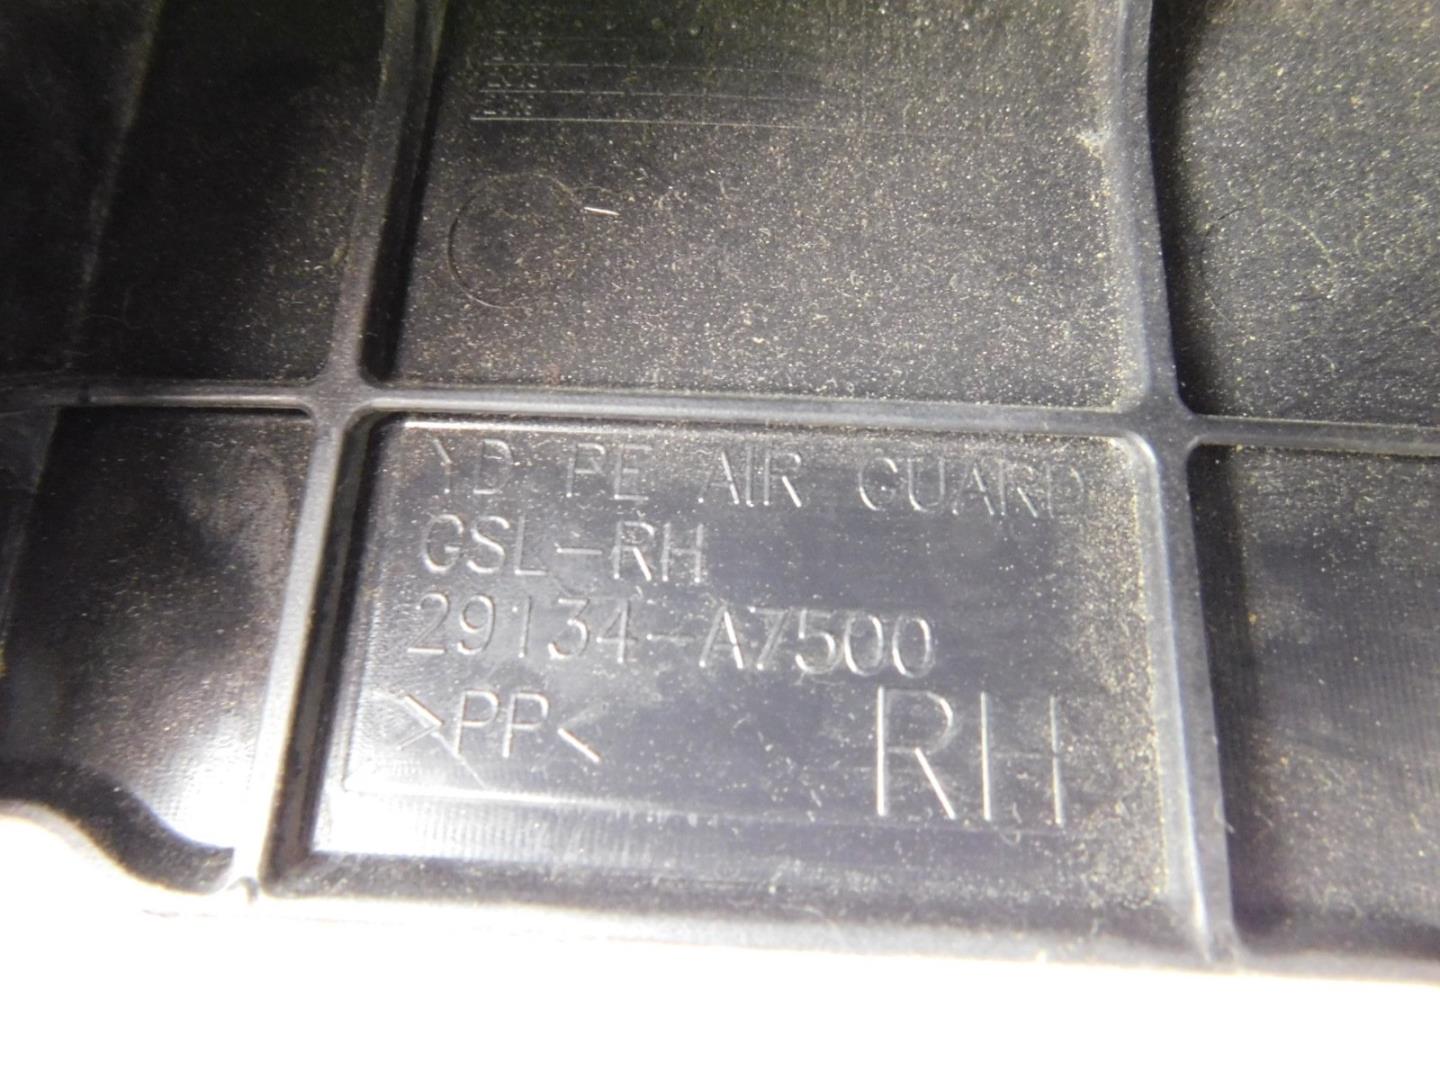 YD PE AIR GUARD
GSL-RH
29134-A7500
>PP<
RH